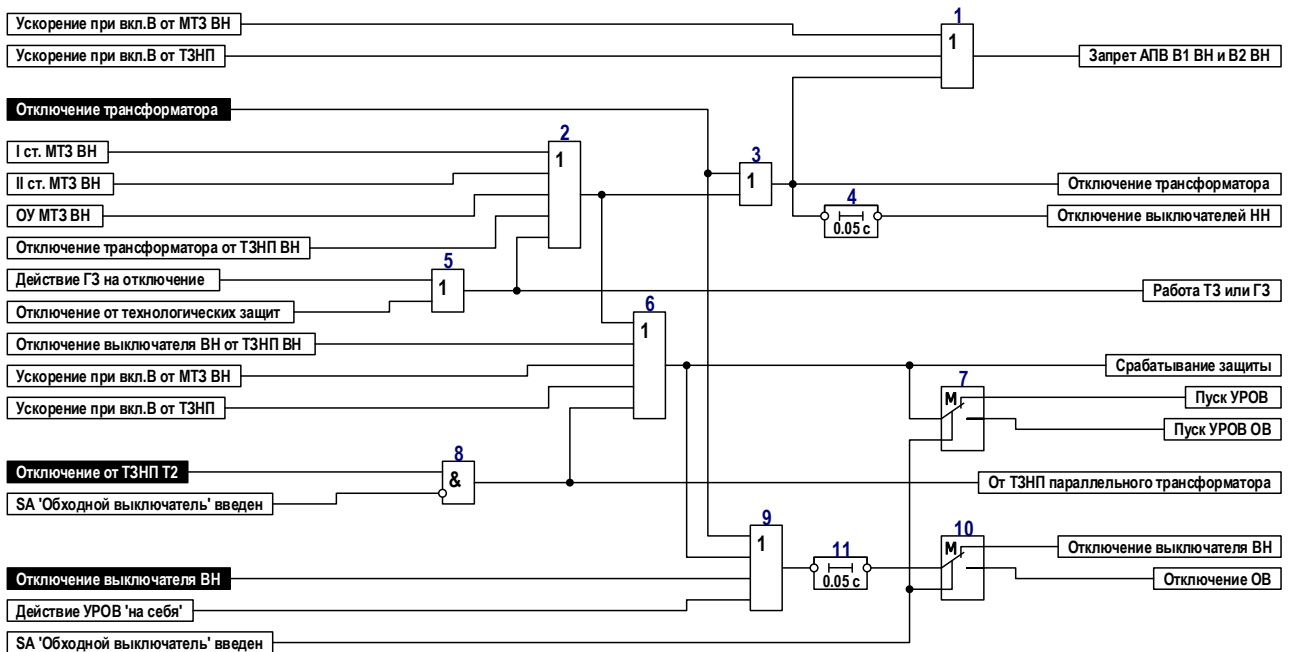 Ускорение при вкл.В от МТЗ ВН
1
1
Ускорение при вкл.В от ТЗНП
Запрет АПВ В1 ВН и В2 ВН
Отключение трансформатора
2
1
I ст. МТЗ ВН
3
1
II ст. МТЗ ВН
Отключение трансформатора
4
0.05 с
ОУ МТЗ ВН
Отключение выключателей НН
Отключение трансформатора от ТЗНП ВН
5
1
Действие ГЗ на отключение
Работа ТЗ или ГЗ
Отключение от технологических защит
6
1
Отключение выключателя ВН от ТЗНП ВН
Срабатывание защиты
Ускорение при вкл.В от МТЗ ВН
7
М
Пуск УРОВ
Ускорение при вкл.В от ТЗНП
Пуск УРОВ ОВ
8
&
Отключение от ТЗНП Т2
От ТЗНП параллельного трансформатора
SA 'Обходной выключатель' введен
9
1
10
М
Отключение выключателя ВН
11
0.05 с
Отключение выключателя ВН
Отключение ОВ
Действие УРОВ 'на себя'
SA 'Обходной выключатель' введен